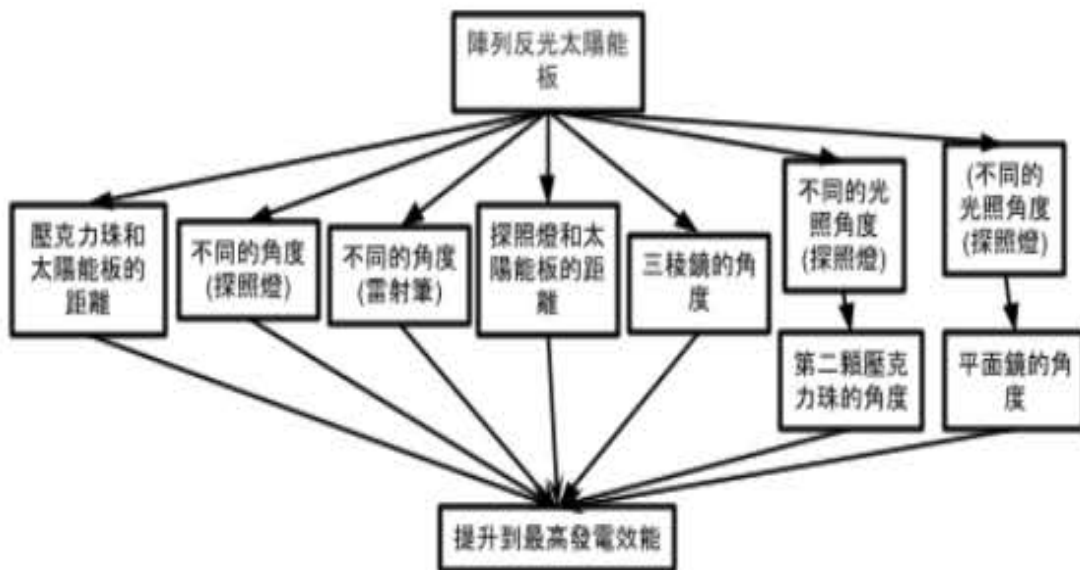 陣列反光太陽能
板
壓克力珠和
太陽能板的
距離
不同的角度
(探照燈)
不同的角度
(雷射筆)
探照燈和太
陽能板的距
離
三稜鏡的角
度
不同的光
照角度
(探照燈)
(不同的
光照角度
(探照燈)
第二顆壓克
力珠的角度
平面鏡的角
度
提升到最高發電效能